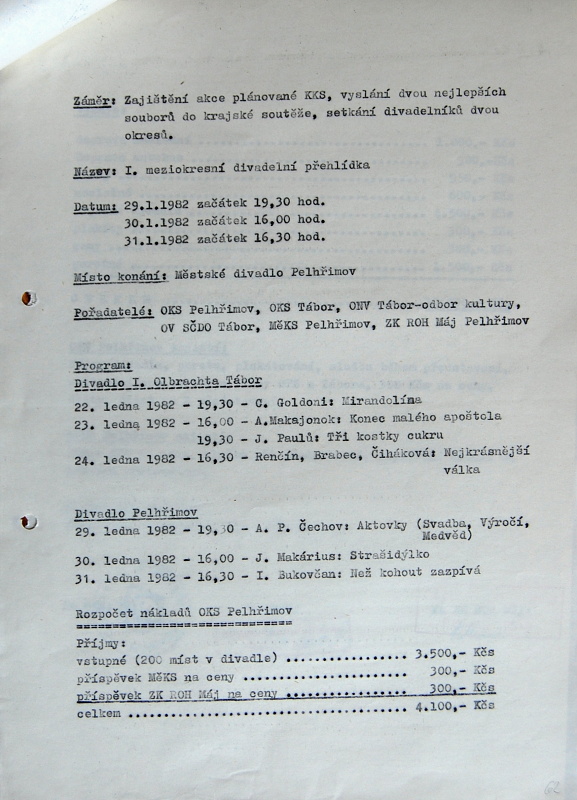 Záměr: Zajištění akce plánované KKS, vyslání dvou nejlepších
souborů do krajské soutěže, setkání divadelníků dvou
okresů.
Název: I. meziokresní divadelní přehlídka
Datum: 29.1.1982 začátek 19,30 hod.
30.1.1982 začátek 16,00 hod.
31.1.1982 začátek 16,30 hod.
Místo konání: Městské divadlo Pelhřimov
Pořadatelé: OKS Pelhřimov, OKS Tábor, ONV Tábor-odbor kultury,
OV SČDO Tábor, MěKS Pelhřimov, ZK ROH Máj Pelhřimov
Program:
Divadlo I. Olbrachta Tábor
22. ledna 1982 - 19,30 - C. Goldoni: Mirandolína
23. ledna 1982 - 16,00 - A.Makajonok: Konec malého apoštola
19,30 - J. Paulů: Tři kostky cukru
24. ledna 1982 - 16,30 - Renčín, Brabec, Čiháková: Nejkrásnější
válka
Divadlo Pelhřimov
29. ledna 1982 - 19,30 - A. P. Čechov: Aktovky (Svadba, Výročí,
Medvěd)
30. ledna 1982 - 16,00 - J. Makárius: Strašidýlko
31. ledna 1982 - 16,30 - I. Bukovčan: Než kohout zazpívá
Rozpočet nákladů OKS Pelhřimov
==============================
Příjmy:
vstupné (200 míst v divadle) ................. 3.500,- Kčs
příspěvek MěKS na ceny ....................... 300,- Kčs
příspěvek ZK ROH Máj na ceny ................. 300,- Kčs
celkem ....................................... 4.100,- Kčs
62